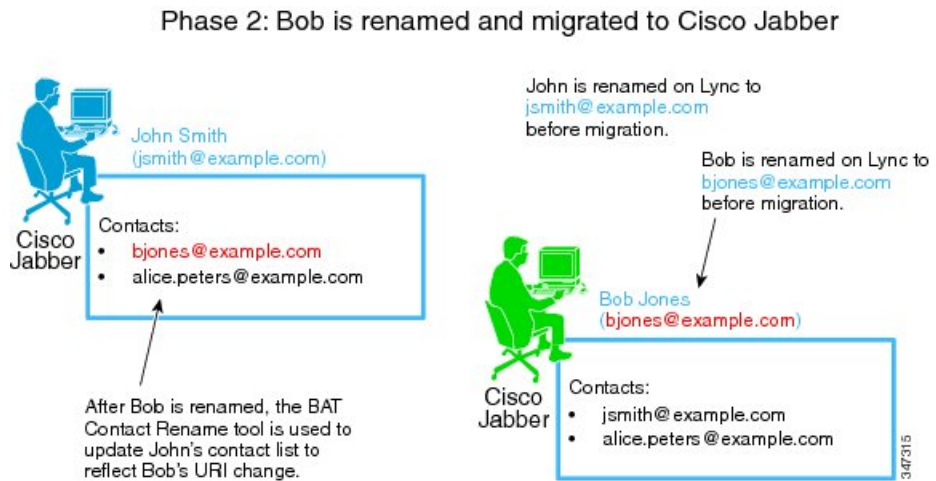 Phase 2: Bob is renamed and migrated to Cisco Jabber
John Smith
(jsmith@example.com)
Cisco
Jabber
Contacts:
• bjones@example.com
• alice.peters@example.com
After Bob is renamed, the BAT
Contact Rename tool is used to
update John's contact list to
reflect Bob's URI change.
John is renamed on Lync to
jsmith@example.com
before migration.
Bob is renamed on Lync to
bjones@example.com
before migration.
Bob Jones
(bjones@example.com)
Cisco
Jabber
Contacts:
• jsmith@example.com
• alice.peters@example.com
347315